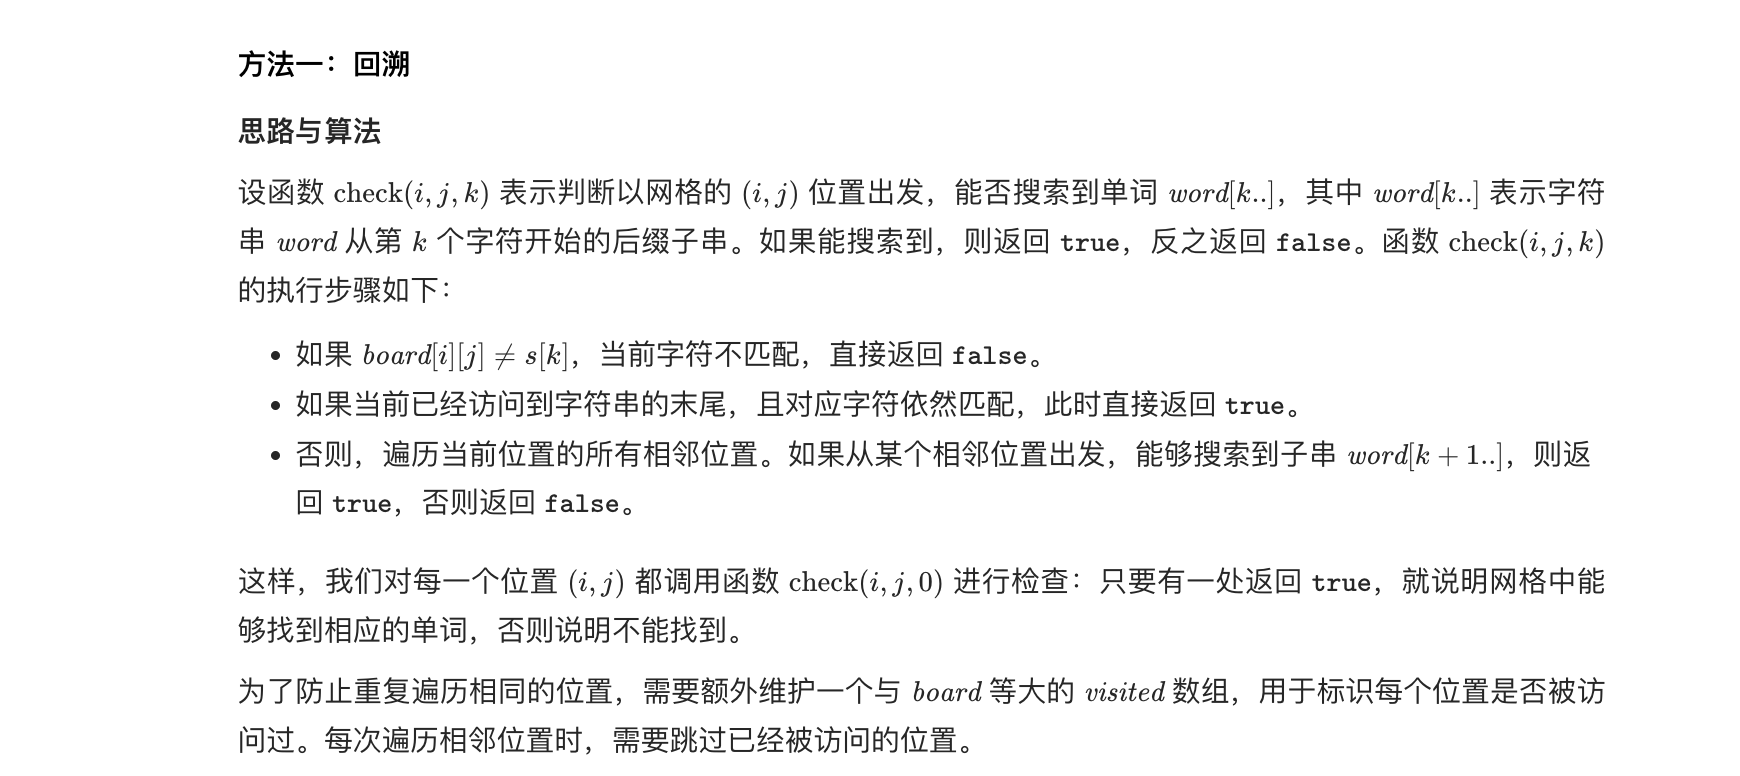 方法一：回溯
思路与算法
设函数 check(i, j, k) 表示判断以网格的 (i, j) 位置出发，能否搜索到单词 word[k..]，其中 word[k..] 表示字符
串 word 从第 k 个字符开始的后缀子串。如果能搜索到，则返回 true，反之返回 false。函数 check(i, j, k)
的执行步骤如下：
• 如果 board[i][j] ≠ s[k]，当前字符不匹配，直接返回 false。
• 如果当前已经访问到字符串的末尾，且对应字符依然匹配，此时直接返回 true。
• 否则，遍历当前位置的所有相邻位置。如果从某个相邻位置出发，能够搜索到子串 word[k + 1..]，则返
回 true，否则返回 false。
这样，我们对每一个位置 (i, j) 都调用函数 check(i, j, 0) 进行检查：只要有一处返回 true，就说明网格中能
够找到相应的单词，否则说明不能找到。
为了防止重复遍历相同的位置，需要额外维护一个与 board 等大的 visited 数组，用于标识每个位置是否被访
问过。每次遍历相邻位置时，需要跳过已经被访问的位置。